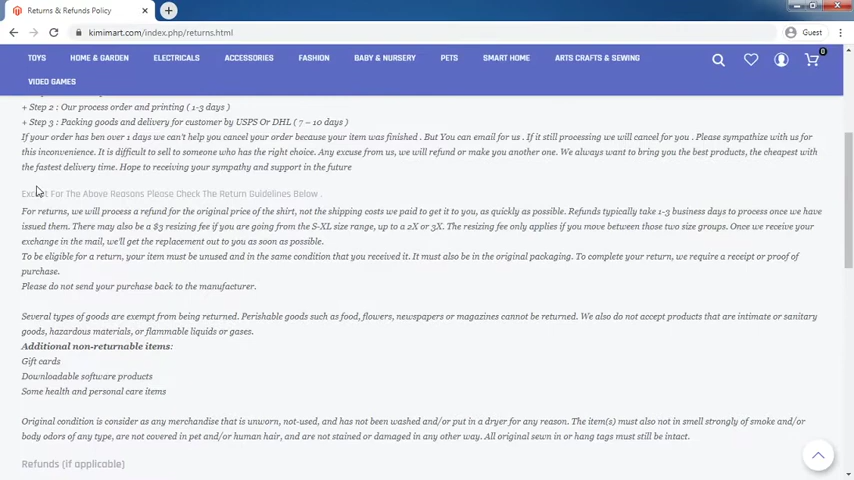 Returns & Refunds Policy
kimimart.com/index.php/returns.html
Guest
TOYS HOME & GARDEN ELECTRICALS ACCESSORIES FASHION BABY & NURSERY PETS SMART HOME ARTS CRAFTS & SEWING
0
VIDEO GAMES
+ Step 2 : Our process order and printing ( 1-3 days )
+ Step 3 : Packing goods and delivery for customer by USPS Or DHL ( 7 – 10 days )
If your order has ben over 1 days we can't help you cancel your order because your item was finished . But You can email for us . If it still processing we will cancel for you . Please sympathize with us for
this inconvenience. It is difficult to sell to someone who has the right choice. Any excuse from us, we will refund or make you another one. We always want to bring you the best products, the cheapest with
the fastest delivery time. Hope to receiving your sympathy and support in the future
Except For The Above Reasons Please Check The Return Guidelines Below .
For returns, we will process a refund for the original price of the shirt, not the shipping costs we paid to get it to you, as quickly as possible. Refunds typically take 1-3 business days to process once we have
issued them. There may also be a $3 resizing fee if you are going from the S-XL size range, up to a 2X or 3X. The resizing fee only applies if you move between those two size groups. Once we receive your
exchange in the mail, we'll get the replacement out to you as soon as possible.
To be eligible for a return, your item must be unused and in the same condition that you received it. It must also be in the original packaging. To complete your return, we require a receipt or proof of
purchase.
Please do not send your purchase back to the manufacturer.
Several types of goods are exempt from being returned. Perishable goods such as food, flowers, newspapers or magazines cannot be returned. We also do not accept products that are intimate or sanitary
goods, hazardous materials, or flammable liquids or gases.
Additional non-returnable items:
Gift cards
Downloadable software products
Some health and personal care items
Original condition is consider as any merchandise that is unworn, not-used, and has not been washed and/or put in a dryer for any reason. The item(s) must also not in smell strongly of smoke and/or
body odors of any type, are not covered in pet and/or human hair, and are not stained or damaged in any other way. All original sewn in or hang tags must still be intact.
Refunds (if applicable)